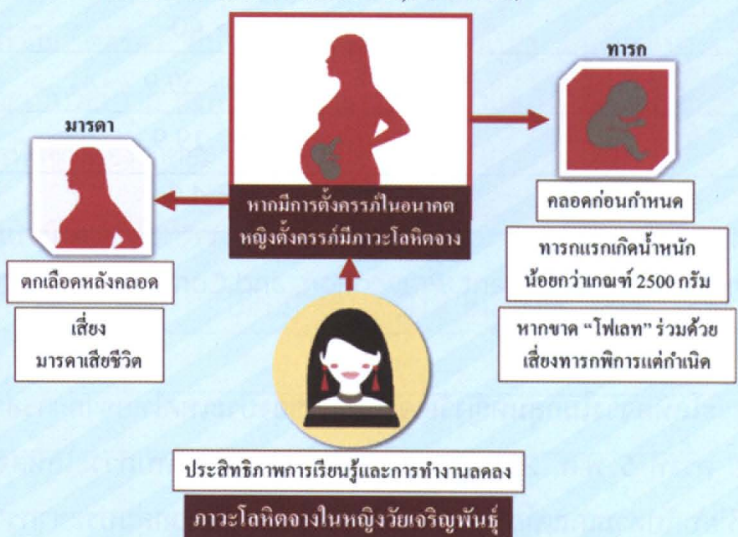 ทารก
มารดา
หากมีการตั้งครรภ์ในอนาคต
หญิงตั้งครรภ์มีภาวะโลหิตจาง
คลอดก่อนกำหนด
ทารกแรกเกิดน้ำหนัก
น้อยกว่าเกณฑ์ 2500 กรัม
หากขาด “โฟเลท” ร่วมด้วย
เสี่ยงทารกพิการแต่กำเนิด
ตกเลือดหลังคลอด
เสี่ยง
มารดาเสียชีวิต
ประสิทธิภาพการเรียนรู้และการทำงานลดลง
ภาวะโลหิตจางในหญิงวัยเจริญพันธุ์